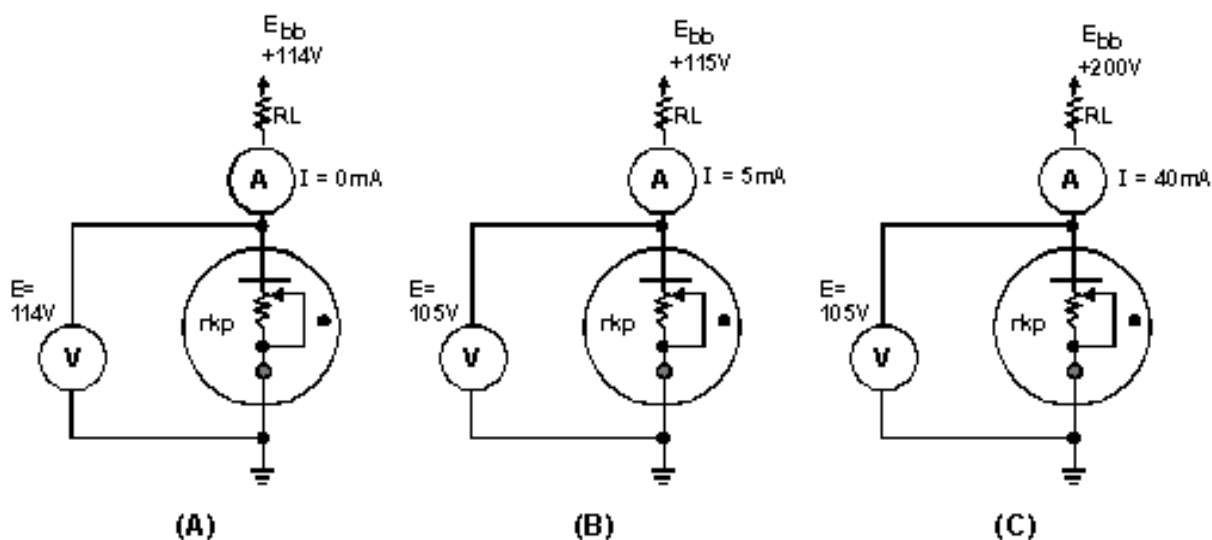 Ebb
+114V
RL
A
I = 0mA
E=
114V
V
rkp
(A)
Ebb
+115V
RL
A
I = 5mA
E=
105V
V
rkp
(B)
Ebb
+200V
RL
A
I = 40mA
E=
105V
V
rkp
(C)